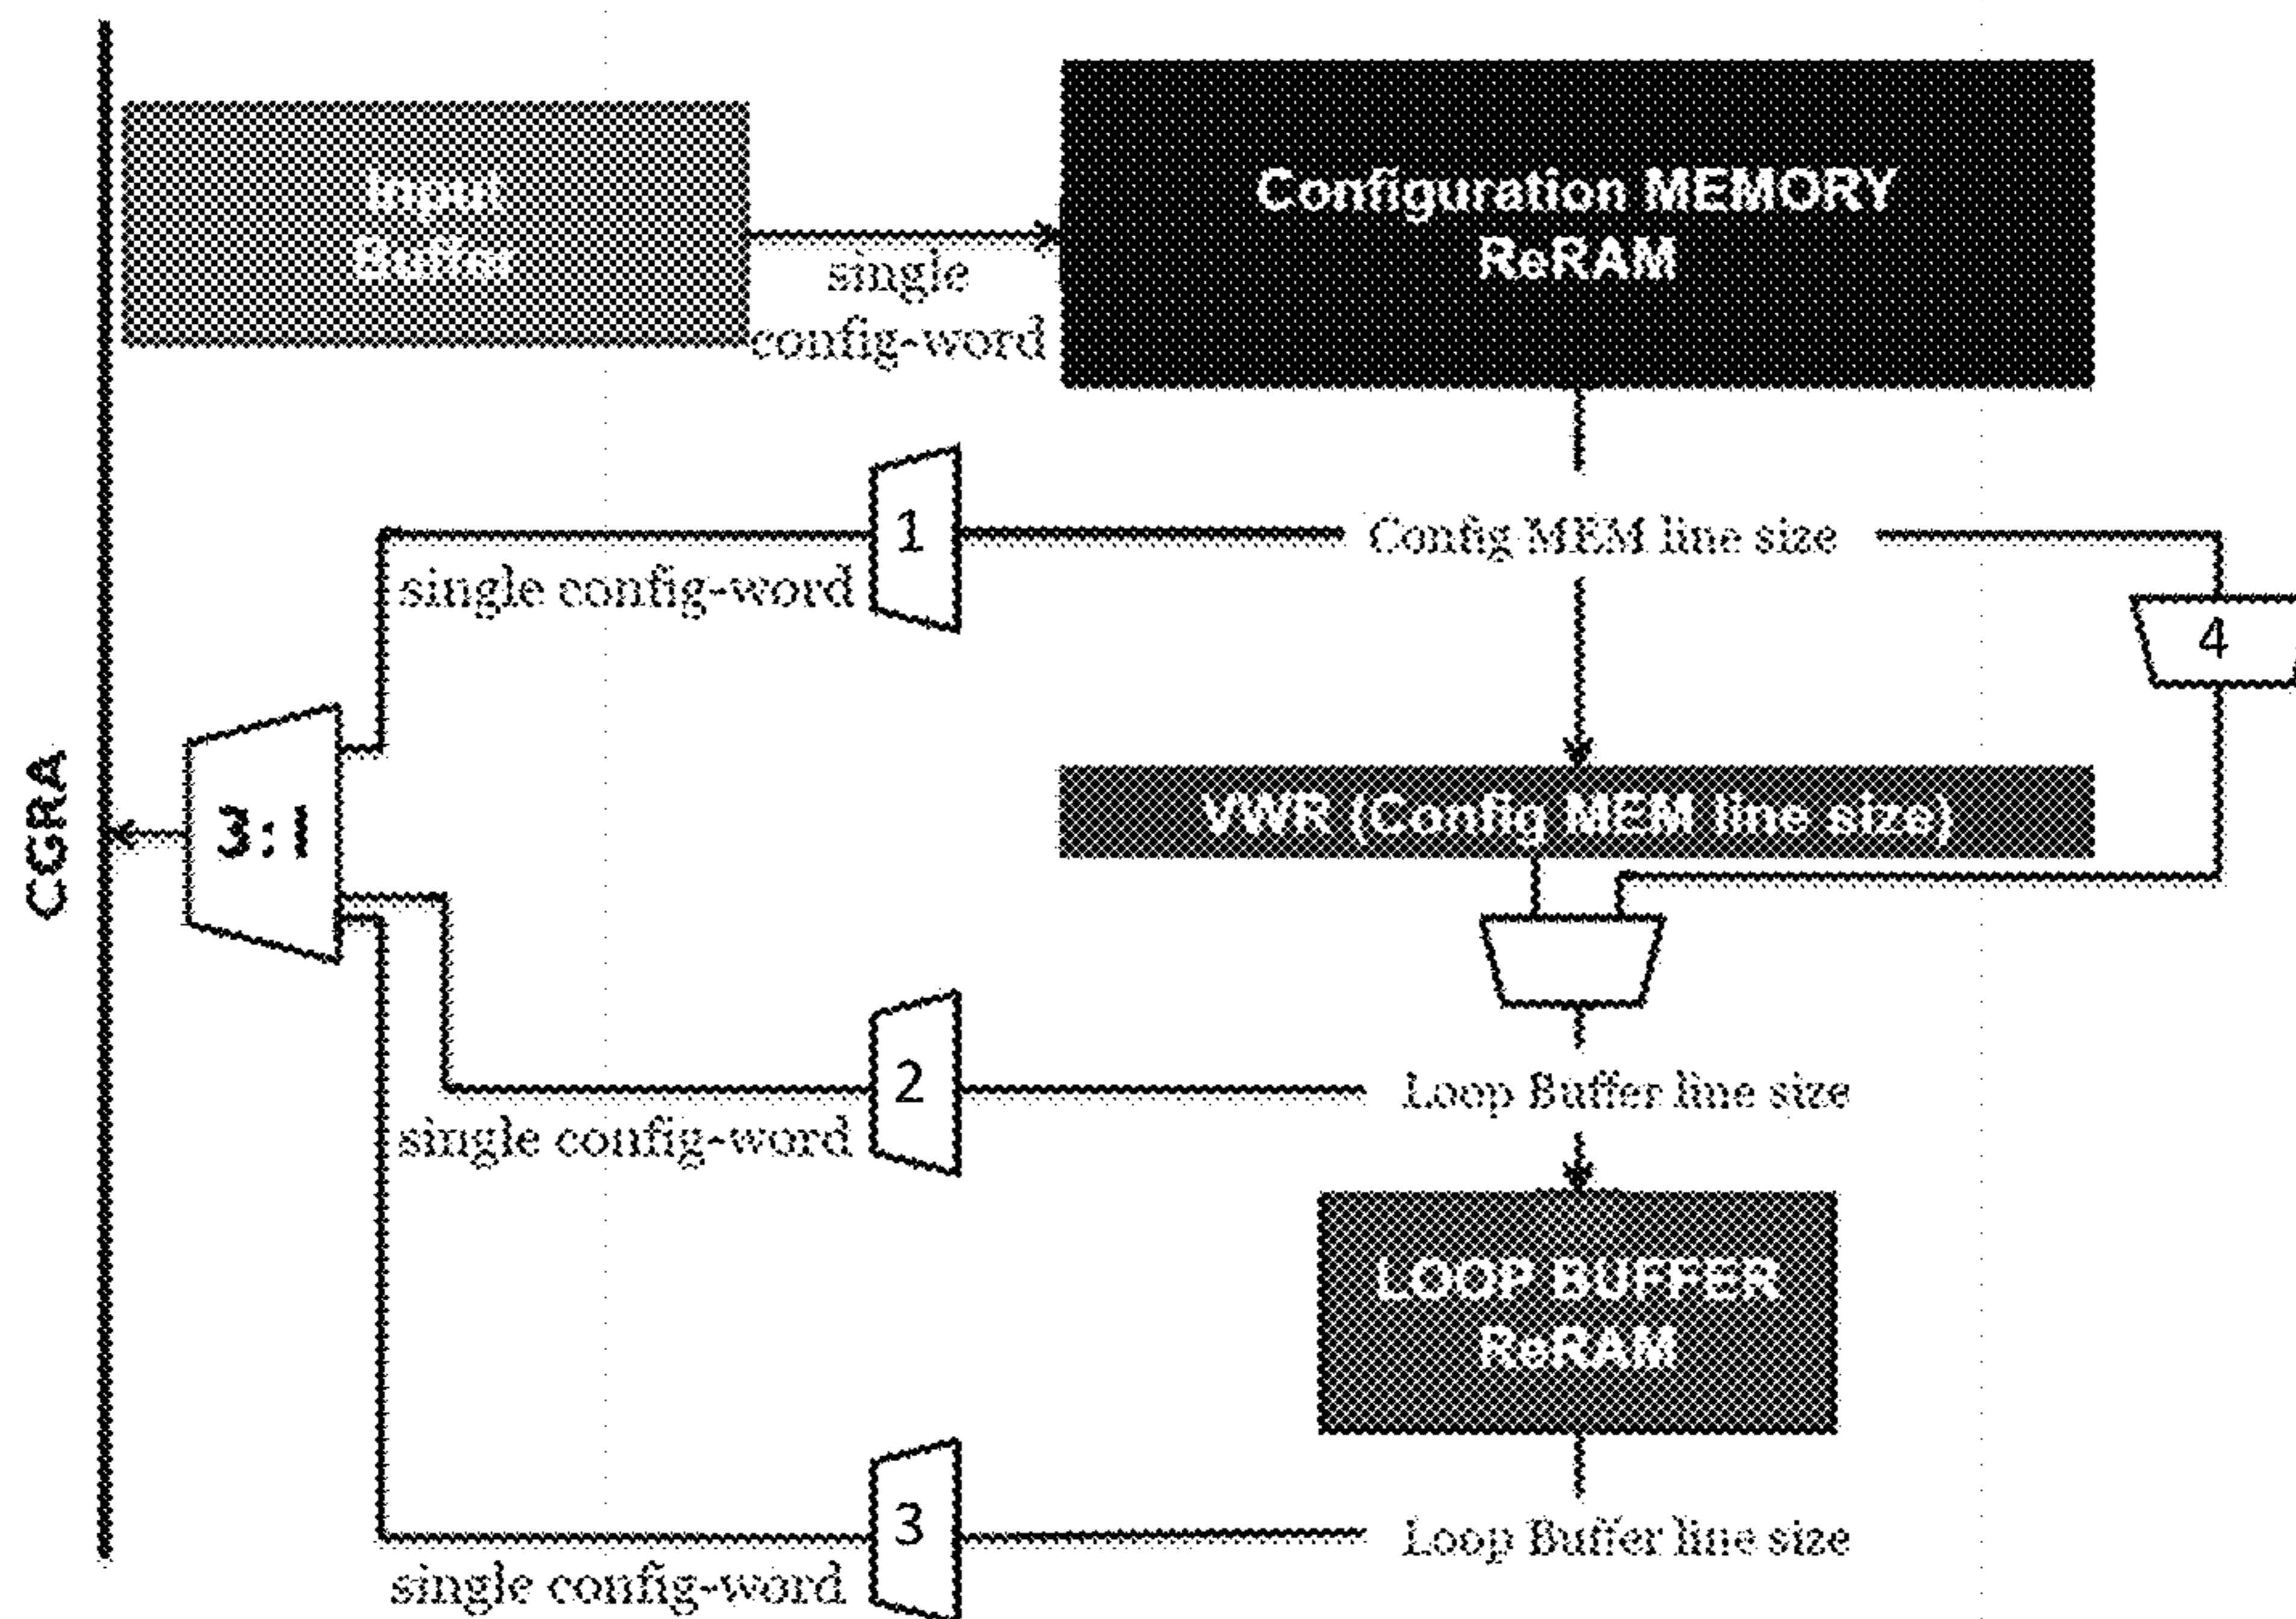 Input
Buffer
Configuration MEMORY
ReRAM
single
config-word
1
Config MEM line size
single config-word
4
CGRA
3:1
VWR (Config MEM line size)
2
Loop Buffer line size
single config-word
LOOP BUFFER
ReRAM
3
Loop Buffer line size
single config-word